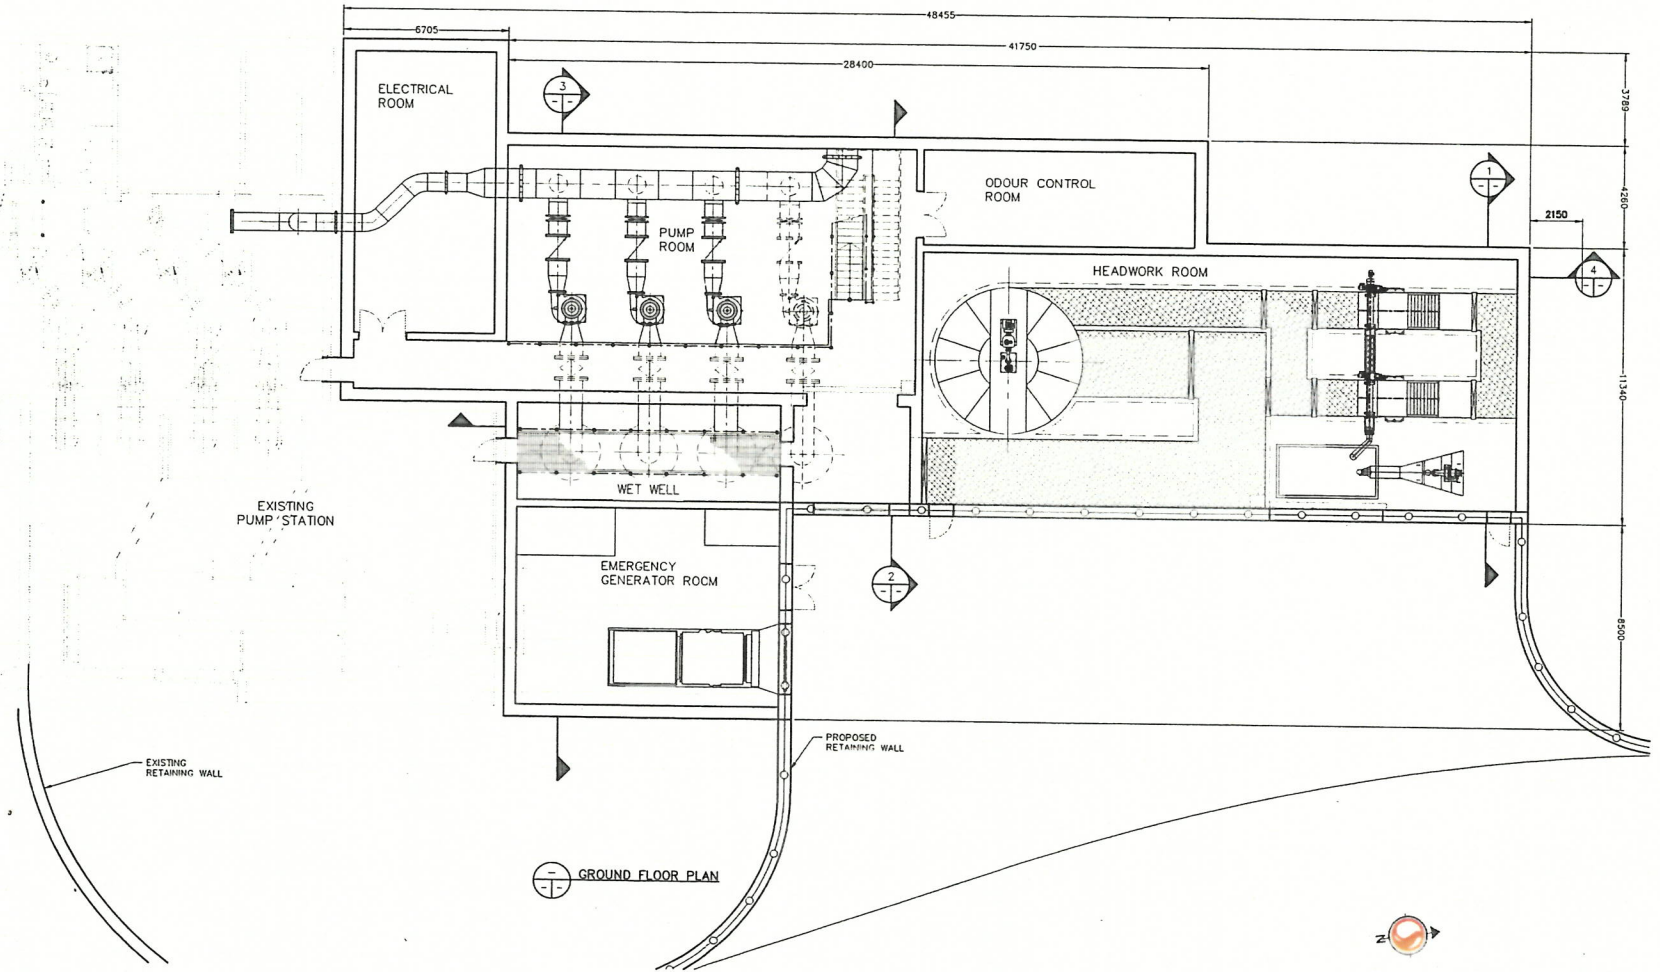 48455
6705
41750
28400
3789
4260
11340
8500
2150
3
1
4
2
ELECTRICAL
ROOM
PUMP
ROOM
ODOUR CONTROL
ROOM
HEADWORK ROOM
WET WELL
EXISTING
PUMP STATION
EMERGENCY
GENERATOR ROOM
EXISTING
RETAINING WALL
PROPOSED
RETAINING WALL
GROUND FLOOR PLAN
N